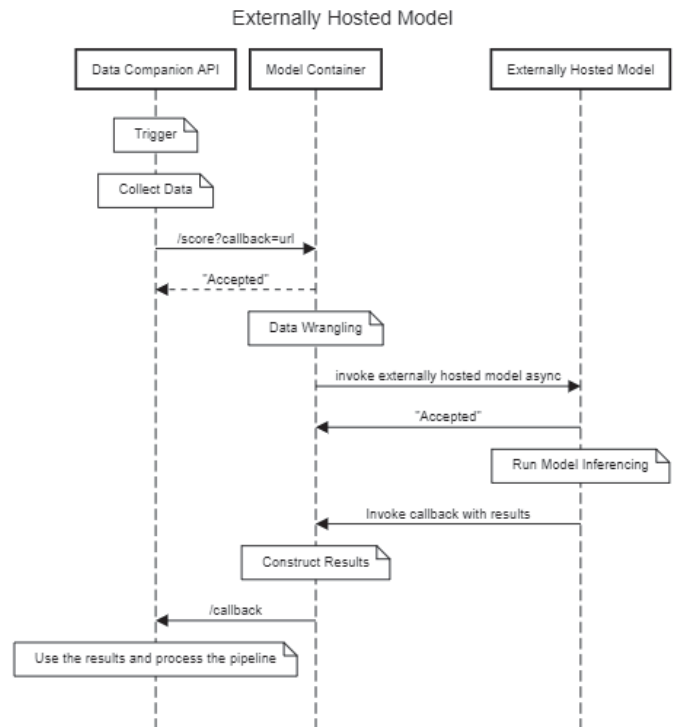 Externally Hosted Model
Data Companion API
Model Container
Externally Hosted Model
Trigger
Collect Data
/score?callback=url
"Accepted"
Data Wrangling
invoke externally hosted model async
"Accepted"
Run Model Inferencing
Invoke callback with results
Construct Results
/callback
Use the results and process the pipeline